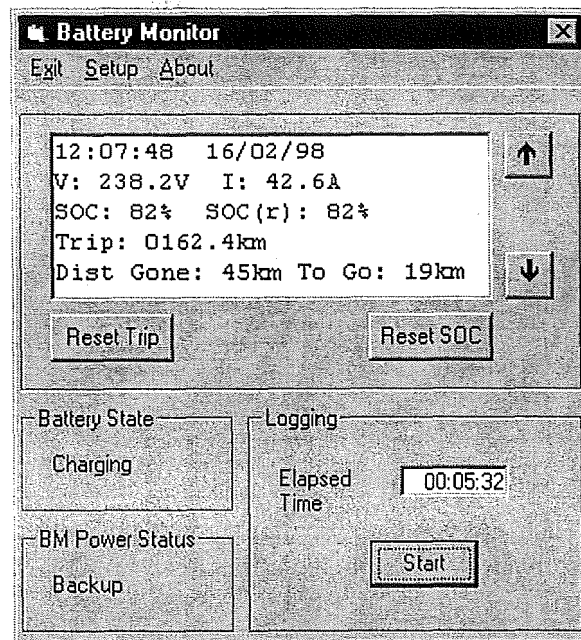 Battery Monitor
Exit Setup About
12:07:48 16/02/98
V: 238.2V I: 42.6A
SOC: 82% SOC(r): 82%
Trip: 0162.4km
Dist Gone: 45km To Go: 19km
Reset Trip
Reset SOC
Battery State
Charging
Logging
Elapsed
Time
00:05:32
Start
BM Power Status
Backup